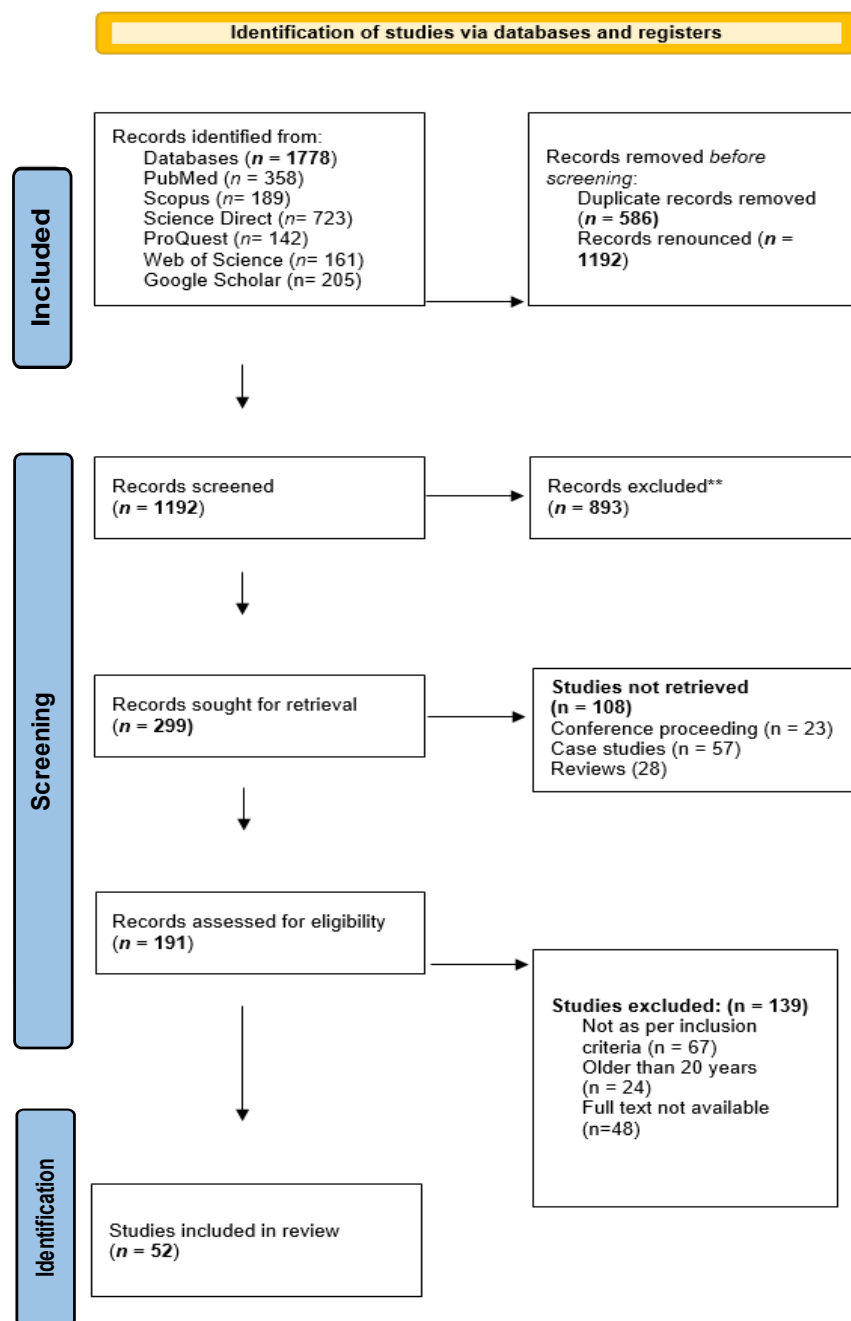 Identification of studies via databases and registers
Included
Records identified from:
Databases (n = 1778)
PubMed (n = 358)
Scopus (n= 189)
Science Direct (n= 723)
ProQuest (n= 142)
Web of Science (n= 161)
Google Scholar (n= 205)
Records removed before
screening:
Duplicate records removed
(n = 586)
Records renounced (n =
1192)
Screening
Records screened
(n = 1192)
Records excluded**
(n = 893)
Records sought for retrieval
(n = 299)
Studies not retrieved
(n = 108)
Conference proceeding (n = 23)
Case studies (n = 57)
Reviews (28)
Records assessed for eligibility
(n = 191)
Studies excluded: (n = 139)
Not as per inclusion
criteria (n = 67)
Older than 20 years
(n = 24)
Full text not available
(n=48)
Identification
Studies included in review
(n = 52)